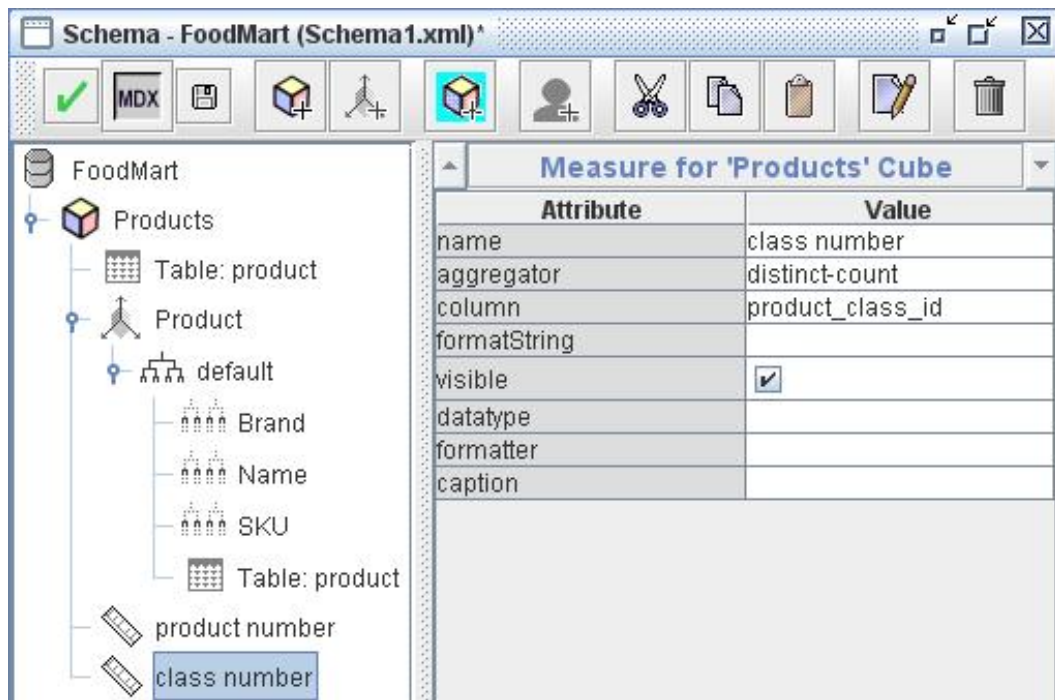 Schema - FoodMart (Schema1.xml)*
MDX
FoodMart
Products
Table: product
Product
default
Brand
Name
SKU
Table: product
product number
class number
Measure for 'Products' Cube
Attribute Value
name class number
aggregator distinct-count
column product_class_id
formatString
visible
datatype
formatter
caption